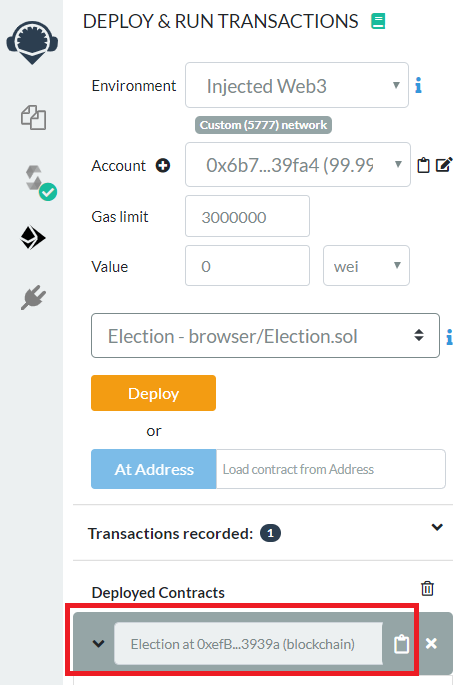 DEPLOY & RUN TRANSACTIONS
Environment
Injected Web3
Custom (5777) network
Account
0x6b7...39fa4 (99.99
Gas limit
3000000
Value
0
wei
Election - browser/Election.sol
Deploy
or
At Address
Load contract from Address
Transactions recorded: 1
Deployed Contracts
Election at 0xefB...3939a (blockchain)